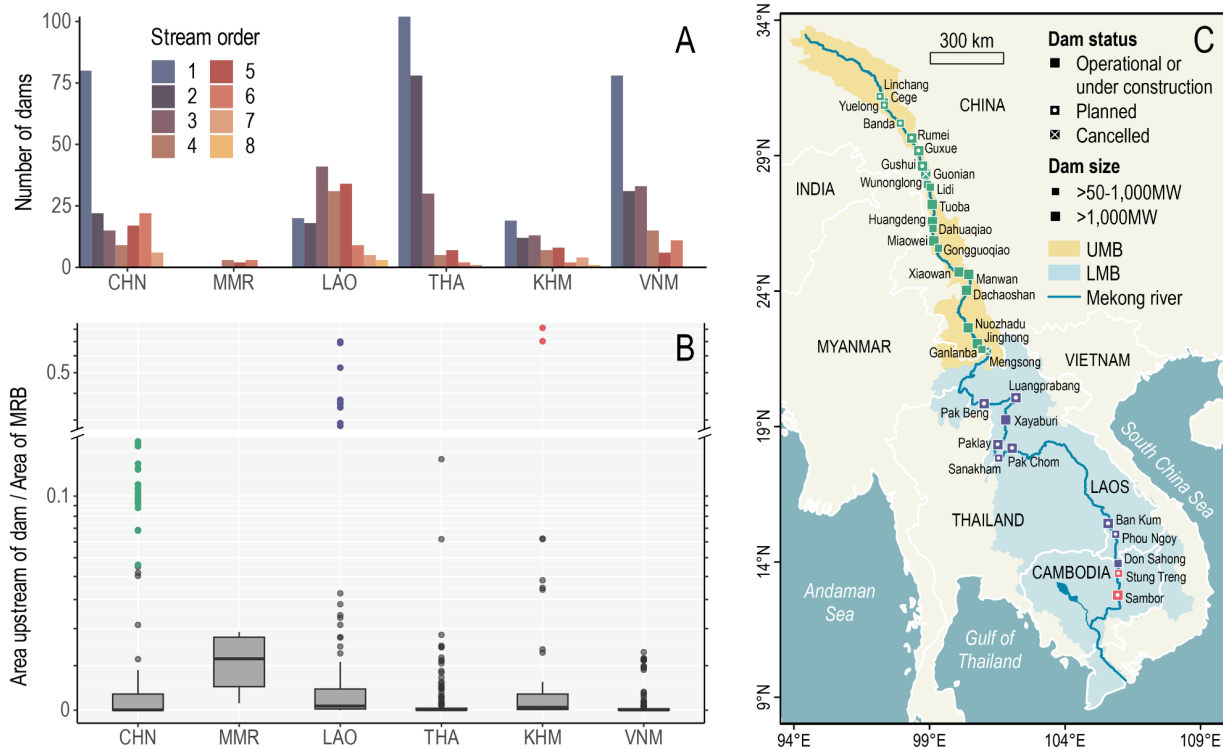 A
Number of dams
100
75
50
25
0
Stream order
1
2
3
4
5
6
7
8
CHN
MMR
LAO
THA
KHM
VNM
B
Area upstream of dam / Area of MRB
0.5
0.1
0
CHN
MMR
LAO
THA
KHM
VNM
C
34°N
29°N
24°N
19°N
14°N
9°N
94°E
99°E
104°E
109°E
300 km
Dam status
Operational or
under construction
Planned
Cancelled
Dam size
>50-1,000MW
>1,000MW
UMB
LMB
Mekong river
CHINA
INDIA
MYANMAR
VIETNAM
LAOS
THAILAND
CAMBODIA
South China Sea
Andaman
Sea
Gulf of
Thailand
Linchang
Cege
Yuelong
Banda
Rumei
Guxue
Gushui
Guonian
Wunonglong
Lidi
Tuoba
Huangdeng
Dahuaqiao
Miaowei
Gongguoqiao
Xiaowan
Manwan
Dachaoshan
Nuozhadu
Jinghong
Ganlanba
Mengsong
Luangprabang
Pak Beng
Xayaburi
Paklay
Sanakham
Pak Chom
Ban Kum
Phou Ngoy
Don Sahong
Stung Treng
Sambor